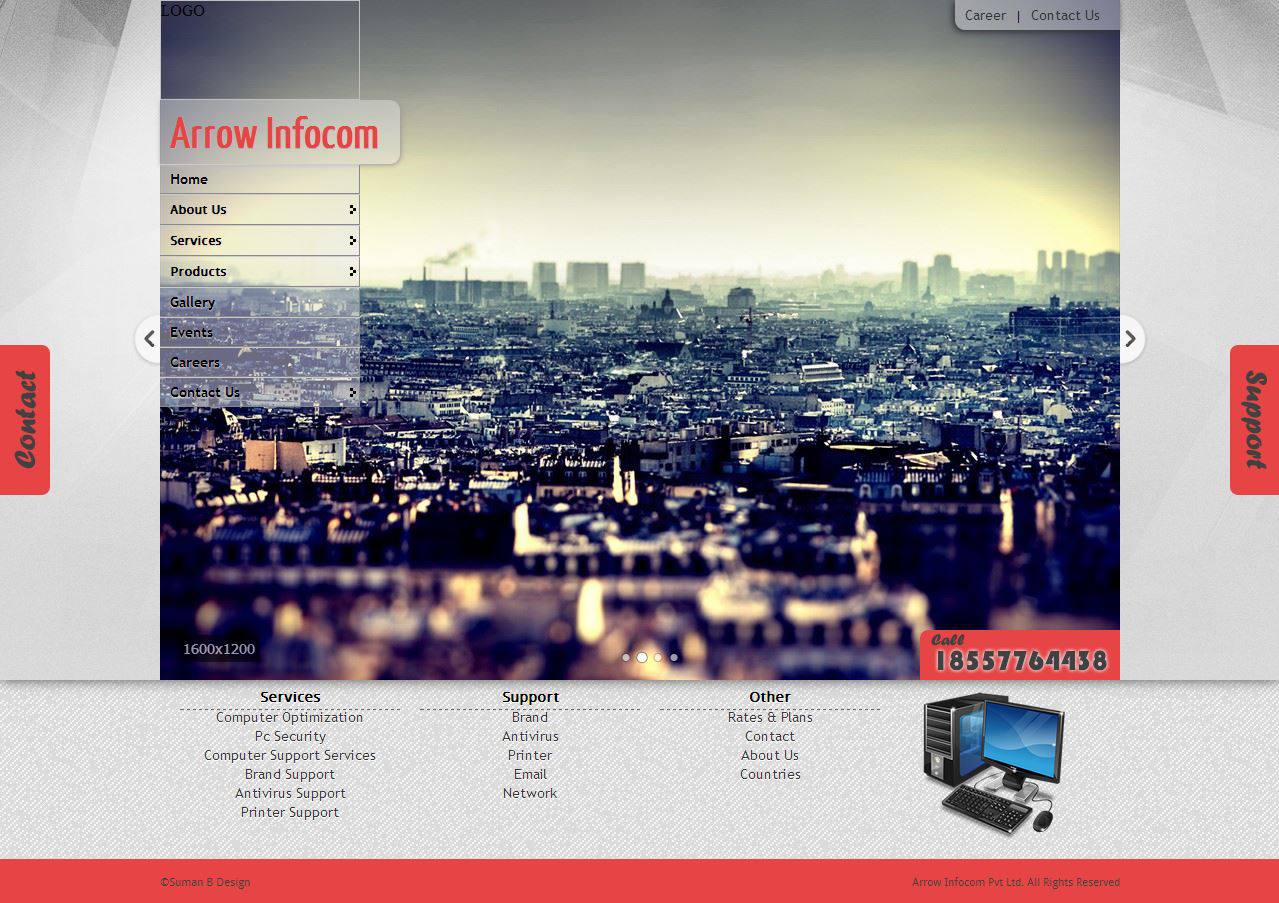 LOGO
Career | Contact Us
Arrow Infocom
Home
About Us
Services
Products
Gallery
Events
Careers
Contact Us
Contact
Support
1600x1200
Call
18557764438
Services
Computer Optimization
Pc Security
Computer Support Services
Brand Support
Antivirus Support
Printer Support
Support
Brand
Antivirus
Printer
Email
Network
Other
Rates & Plans
Contact
About Us
Countries
©Suman B Design
Arrow Infocom Pvt Ltd. All Rights Reserved